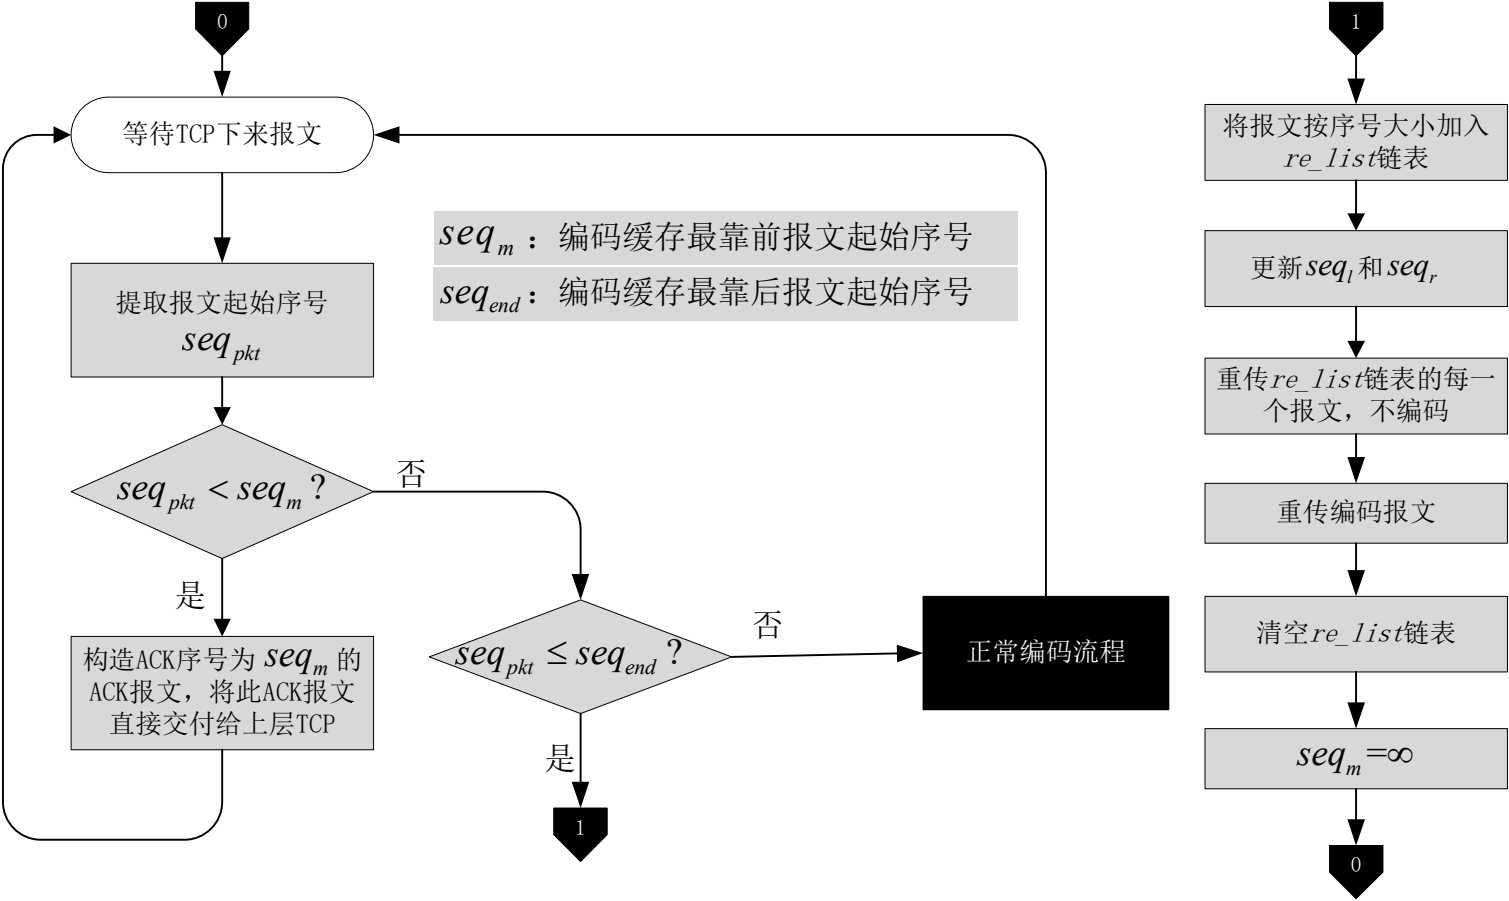 0
等待TCP下来报文
提取报文起始序号
seq_pkt
seq_pkt < seq_m ?
否
是
构造ACK序号为 seq_m 的
ACK报文，将此ACK报文
直接交付给上层TCP
seq_m ：编码缓存最靠前报文起始序号
seq_end ：编码缓存最靠后报文起始序号
seq_pkt ≤ seq_end ?
否
是
1
正常编码流程
1
将报文按序号大小加入
re_list链表
更新seq_l和seq_r
重传re_list链表的每一
个报文，不编码
重传编码报文
清空re_list链表
seq_m=∞
0